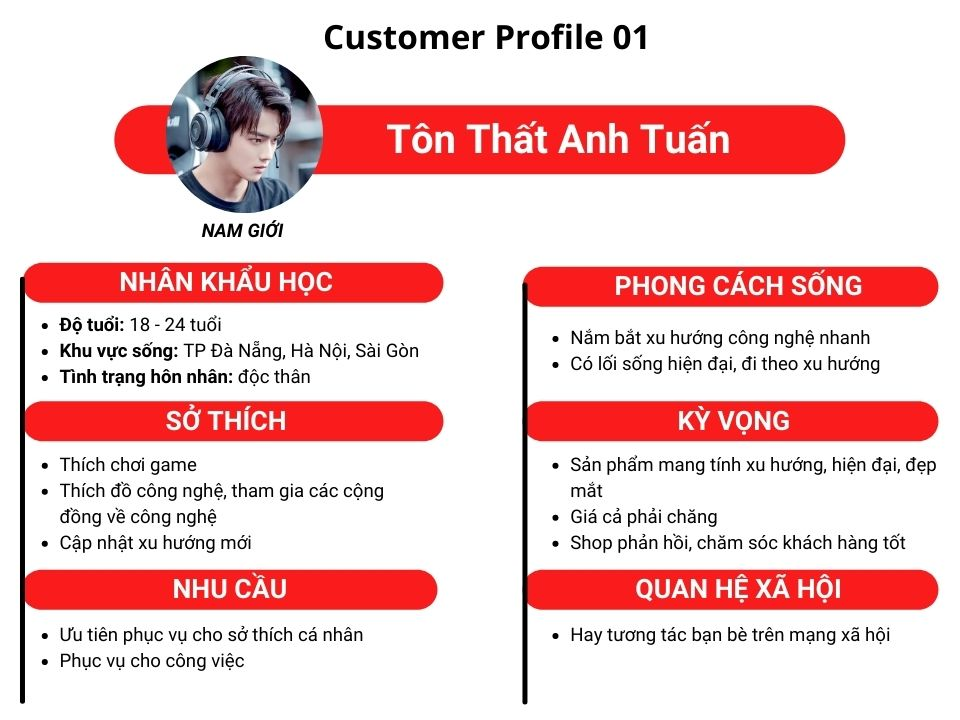 Customer Profile 01
Tôn Thất Anh Tuấn
NAM GIỚI
NHÂN KHẨU HỌC
• Độ tuổi: 18 - 24 tuổi
• Khu vực sống: TP Đà Nẵng, Hà Nội, Sài Gòn
• Tình trạng hôn nhân: độc thân
SỞ THÍCH
• Thích chơi game
• Thích đồ công nghệ, tham gia các cộng
đồng về công nghệ
• Cập nhật xu hướng mới
NHU CẦU
• Ưu tiên phục vụ cho sở thích cá nhân
• Phục vụ cho công việc
PHONG CÁCH SỐNG
• Nắm bắt xu hướng công nghệ nhanh
• Có lối sống hiện đại, đi theo xu hướng
KỲ VỌNG
• Sản phẩm mang tính xu hướng, hiện đại, đẹp
mắt
• Giá cả phải chăng
• Shop phản hồi, chăm sóc khách hàng tốt
QUAN HỆ XÃ HỘI
• Hay tương tác bạn bè trên mạng xã hội